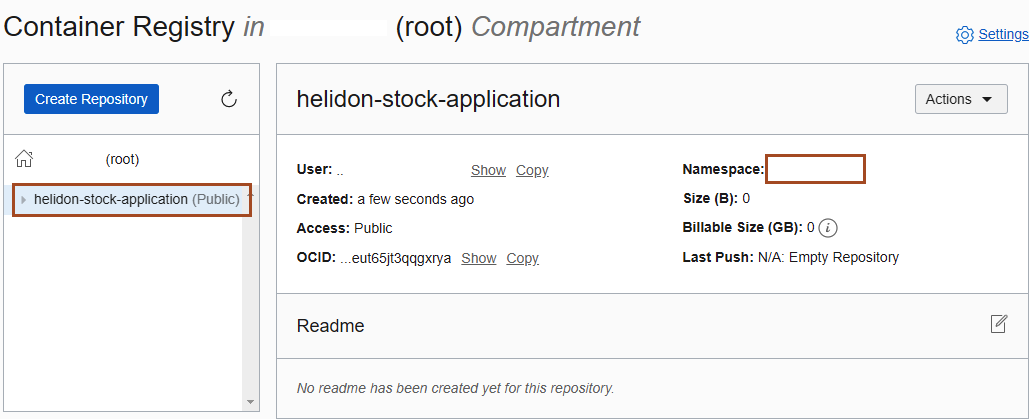 Container Registry in (root) Compartment
Settings
Create Repository
(root)
helidon-stock-application (Public)
helidon-stock-application
Actions
User: .. Show Copy
Created: a few seconds ago
Access: Public
OCID: ...eut65jt3qqgxrya Show Copy
Namespace:
Size (B): 0
Billable Size (GB): 0 i
Last Push: N/A: Empty Repository
Readme
No readme has been created yet for this repository.